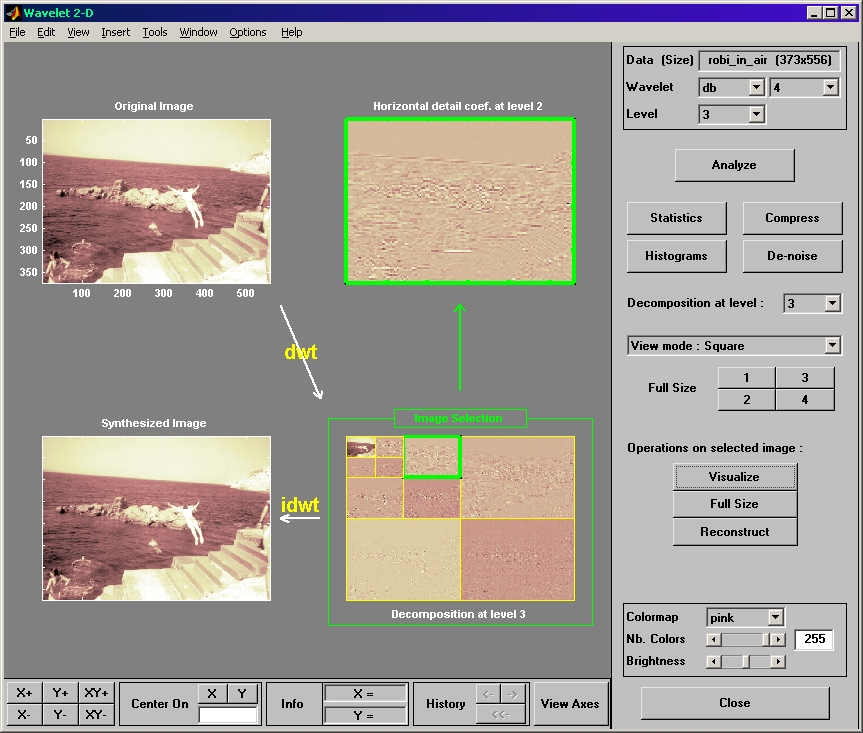 Wavelet 2-D
File Edit View Insert Tools Window Options Help
Original Image
50
100
150
200
250
300
350
100 200 300 400 500
Horizontal detail coef. at level 2
dwt
Synthesized Image
idwt
Image Selection
Decomposition at level 3
Data (Size) robi_in_air (373x556)
Wavelet db 4
Level 3
Analyze
Statistics Compress
Histograms De-noise
Decomposition at level : 3
View mode : Square
Full Size 1 3
2 4
Operations on selected image :
Visualize
Full Size
Reconstruct
Colormap pink
Nb. Colors 255
Brightness
Close
X+ Y+ XY+
X- Y- XY-
Center On X Y
Info X =
Y =
History <- ->
<<-
View Axes